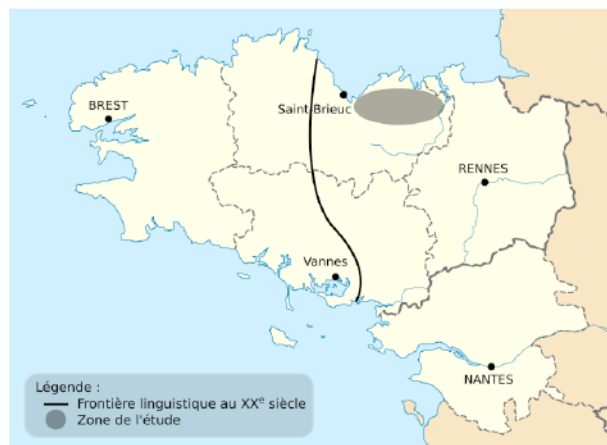 BREST
Saint-Brieuc
RENNES
Vannes
NANTES
Légende :
Frontière linguistique au XXe siècle
Zone de l'étude